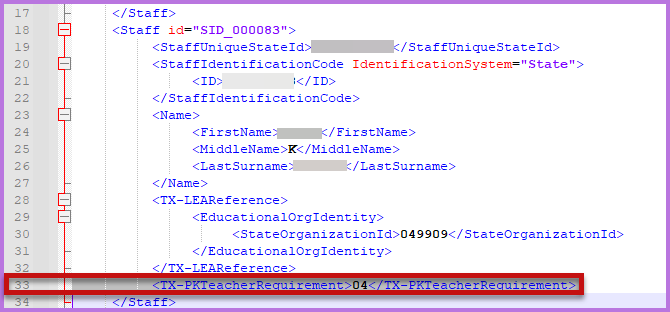 17 </Staff>
18 <Staff id="SID_000083">
19 <StaffUniqueStateId></StaffUniqueStateId>
20 <StaffIdentificationCode IdentificationSystem="State">
21 <ID></ID>
22 </StaffIdentificationCode>
23 <Name>
24 <FirstName></FirstName>
25 <MiddleName>K</MiddleName>
26 <LastSurname></LastSurname>
27 </Name>
28 <TX-LEAReference>
29 <EducationalOrgIdentity>
30 <StateOrganizationId>049909</StateOrganizationId>
31 </EducationalOrgIdentity>
32 </TX-LEAReference>
33 <TX-PKTeacherRequirement>04</TX-PKTeacherRequirement>
34 </Staff>